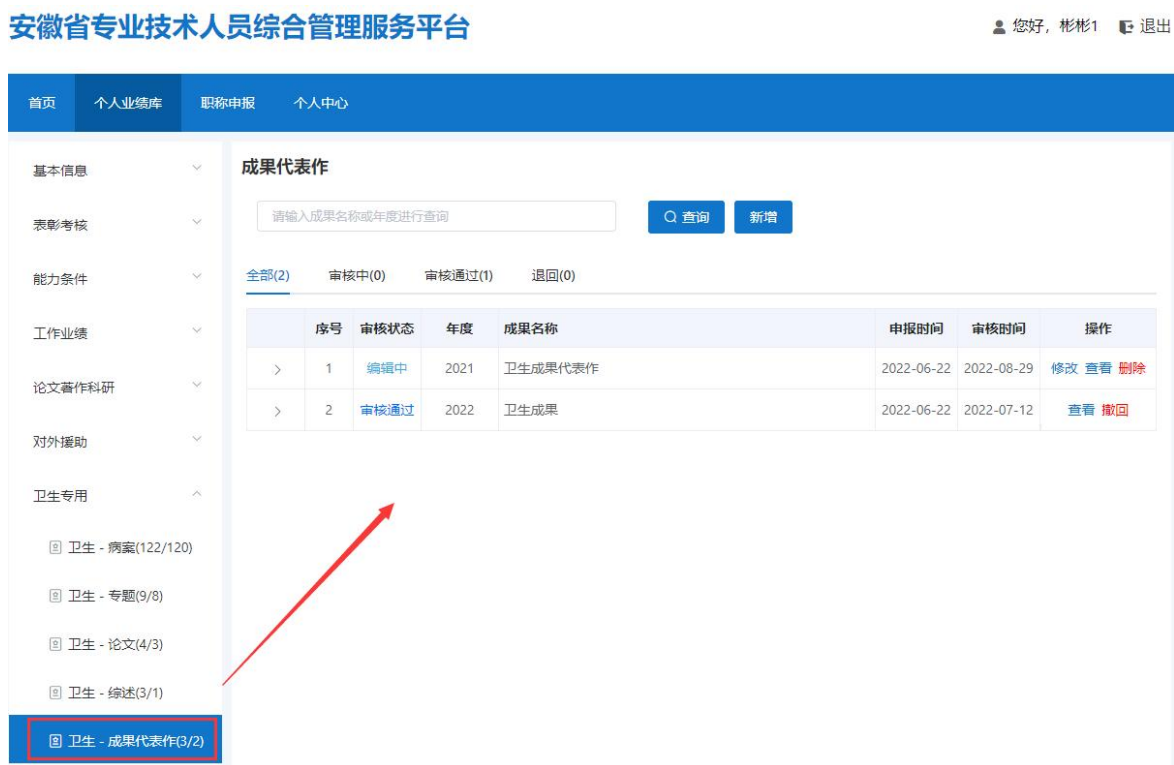 安徽省专业技术人员综合管理服务平台
您好，彬彬1 退出
首页 个人业绩库 职称申报 个人中心
基本信息
表彰考核
能力条件
工作业绩
论文著作科研
对外援助
卫生专用
卫生 - 病案(122/120)
卫生 - 专题(9/8)
卫生 - 论文(4/3)
卫生 - 综述(3/1)
卫生 - 成果代表作(3/2)
成果代表作
请输入成果名称或年度进行查询 查询 新增
全部(2) 审核中(0) 审核通过(1) 退回(0)
序号 审核状态 年度 成果名称 申报时间 审核时间 操作
1 编辑中 2021 卫生成果代表作 2022-06-22 2022-08-29 修改 查看 删除
2 审核通过 2022 卫生成果 2022-06-22 2022-07-12 查看 撤回